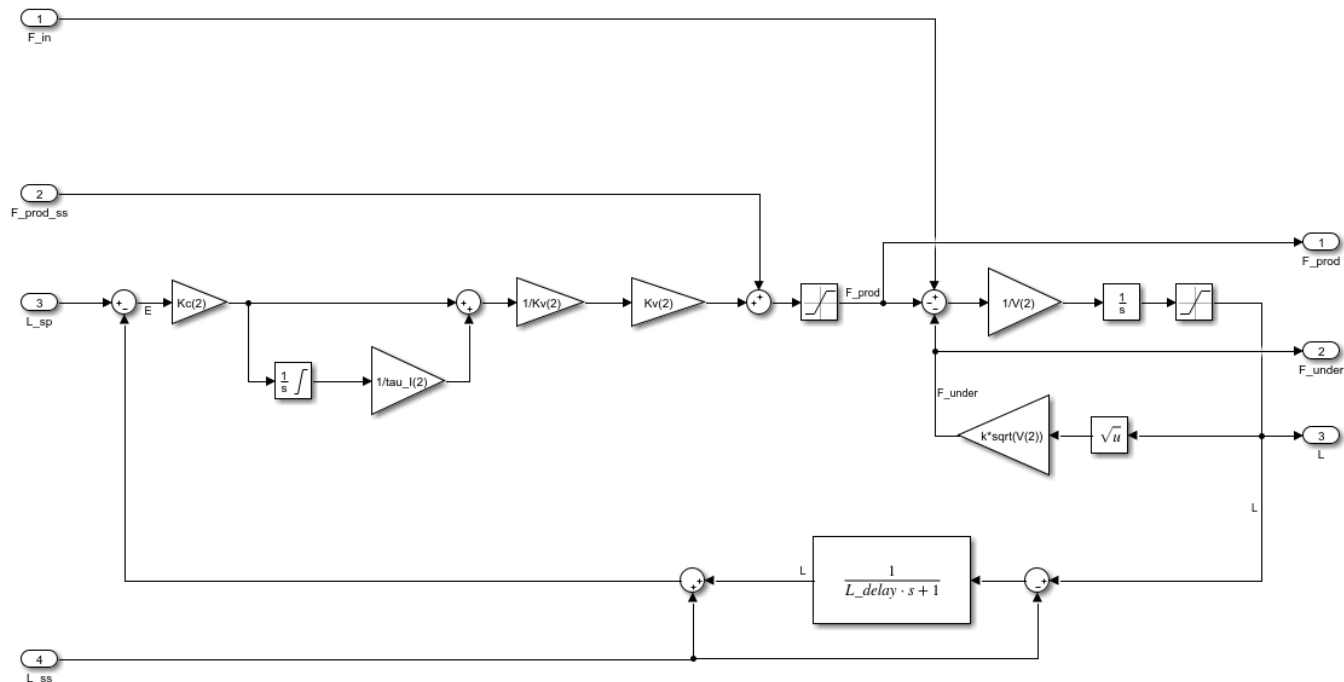 1
F_in
2
F_prod_ss
1
F_prod
3
L_sp
+
−
E
Kc(2)
+
+
1/Kv(2)
Kv(2)
+
+
F_prod
+
−
−
1/V(2)
1
s
1
s
1/tau_I(2)
2
F_under
F_under
k*sqrt(V(2))
√u
3
L
L
+
+
L
1
L_delay · s + 1
+
−
4
L_ss